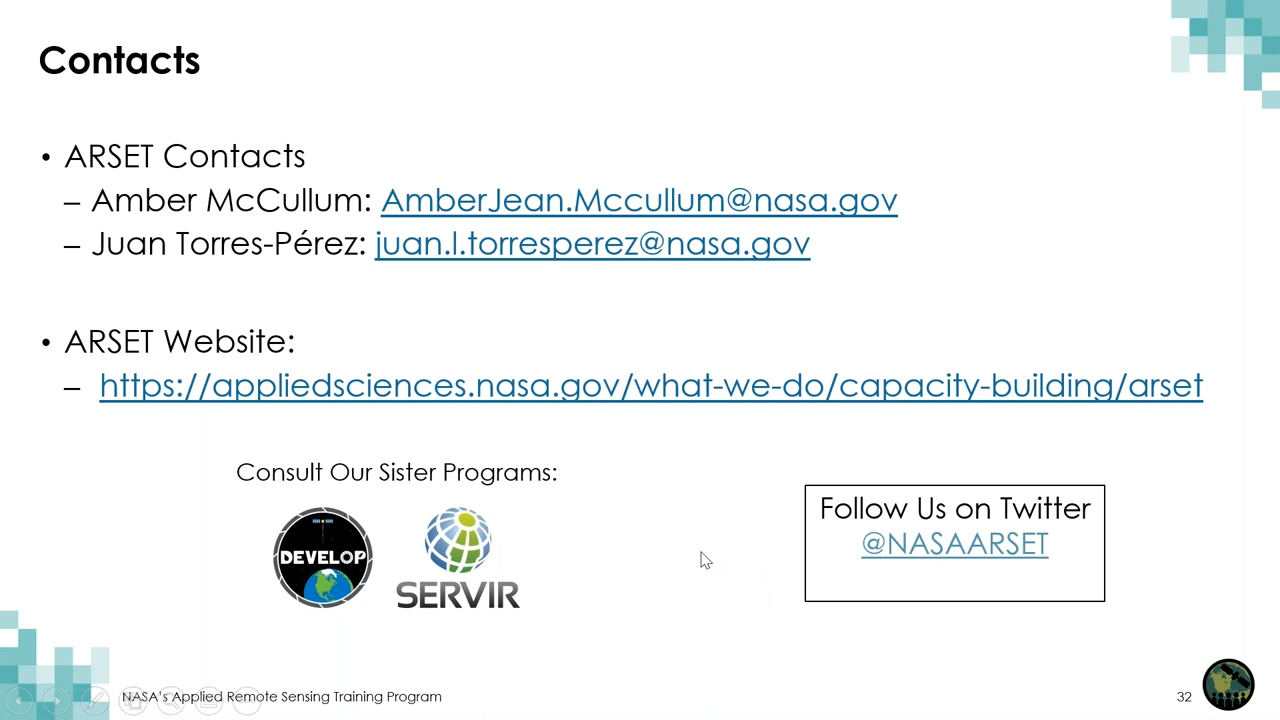 Contacts
• ARSET Contacts
– Amber McCullum: AmberJean.Mccullum@nasa.gov
– Juan Torres-Pérez: juan.l.torresperez@nasa.gov
• ARSET Website:
– https://appliedsciences.nasa.gov/what-we-do/capacity-building/arset
Consult Our Sister Programs:
DEVELOP
SERVIR
Follow Us on Twitter
@NASAARSET
NASA's Applied Remote Sensing Training Program
32